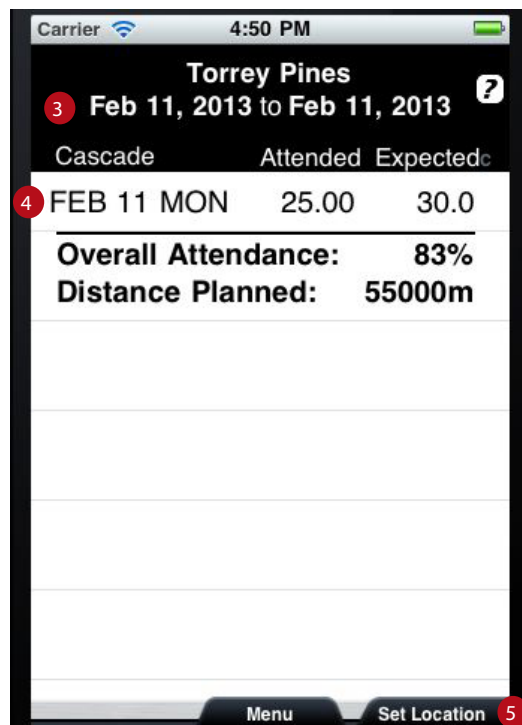 Carrier 4:50 PM
Torrey Pines
?
3 Feb 11, 2013 to Feb 11, 2013
Cascade Attended Expectedc
4 FEB 11 MON 25.00 30.0
Overall Attendance: 83%
Distance Planned: 55000m
Menu Set Location 5